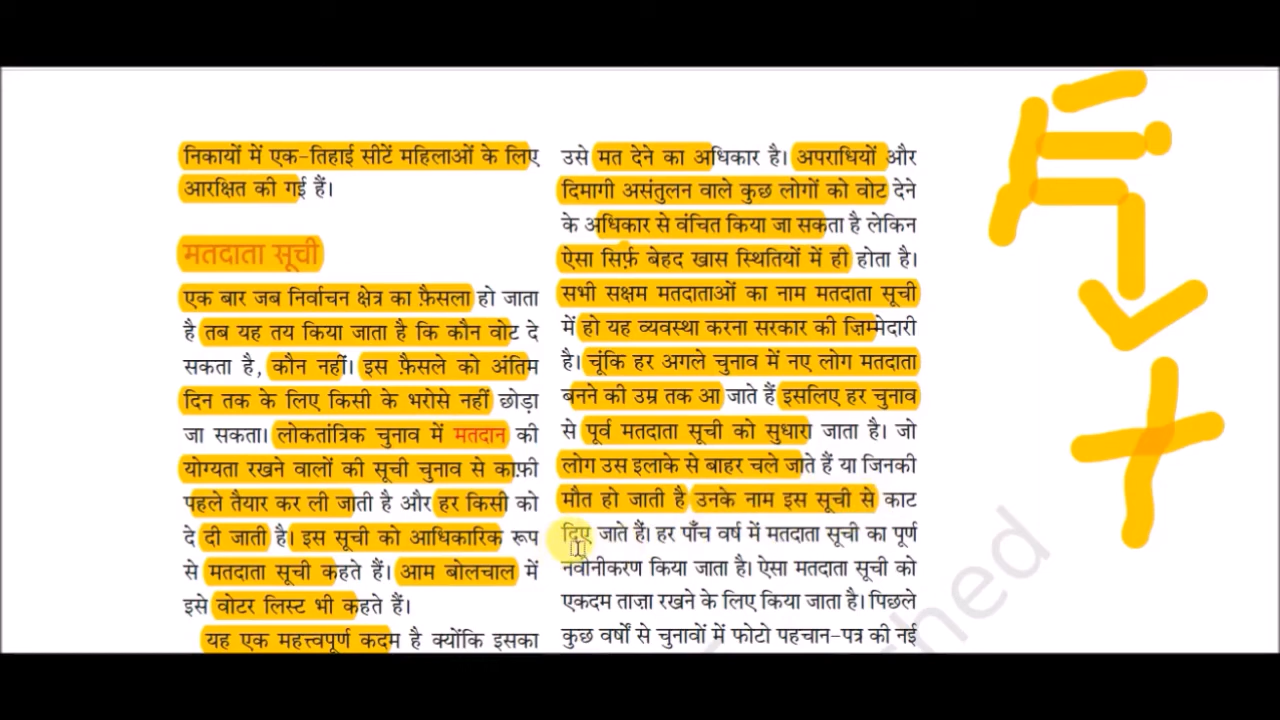 निकायों में एक-तिहाई सीटें महिलाओं के लिए
आरक्षित की गई हैं।
मतदाता सूची
एक बार जब निर्वाचन क्षेत्र का फ़ैसला हो जाता
है तब यह तय किया जाता है कि कौन वोट दे
सकता है, कौन नहीं। इस फ़ैसले को अंतिम
दिन तक के लिए किसी के भरोसे नहीं छोड़ा
जा सकता। लोकतांत्रिक चुनाव में मतदान की
योग्यता रखने वालों की सूची चुनाव से काफ़ी
पहले तैयार कर ली जाती है और हर किसी को
दे दी जाती है। इस सूची को आधिकारिक रूप
से मतदाता सूची कहते हैं। आम बोलचाल में
इसे वोटर लिस्ट भी कहते हैं।
यह एक महत्त्वपूर्ण कदम है क्योंकि इसका
उसे मत देने का अधिकार है। अपराधियों और
दिमागी असंतुलन वाले कुछ लोगों को वोट देने
के अधिकार से वंचित किया जा सकता है लेकिन
ऐसा सिर्फ़ बेहद खास स्थितियों में ही होता है।
सभी सक्षम मतदाताओं का नाम मतदाता सूची
में हो यह व्यवस्था करना सरकार की ज़िम्मेदारी
है। चूंकि हर अगले चुनाव में नए लोग मतदाता
बनने की उम्र तक आ जाते हैं इसलिए हर चुनाव
से पूर्व मतदाता सूची को सुधारा जाता है। जो
लोग उस इलाके से बाहर चले जाते हैं या जिनकी
मौत हो जाती है उनके नाम इस सूची से काट
दिए जाते हैं। हर पाँच वर्ष में मतदाता सूची का पूर्ण
नवीनीकरण किया जाता है। ऐसा मतदाता सूची को
एकदम ताज़ा रखने के लिए किया जाता है। पिछले
कुछ वर्षों से चुनावों में फोटो पहचान-पत्र की नई